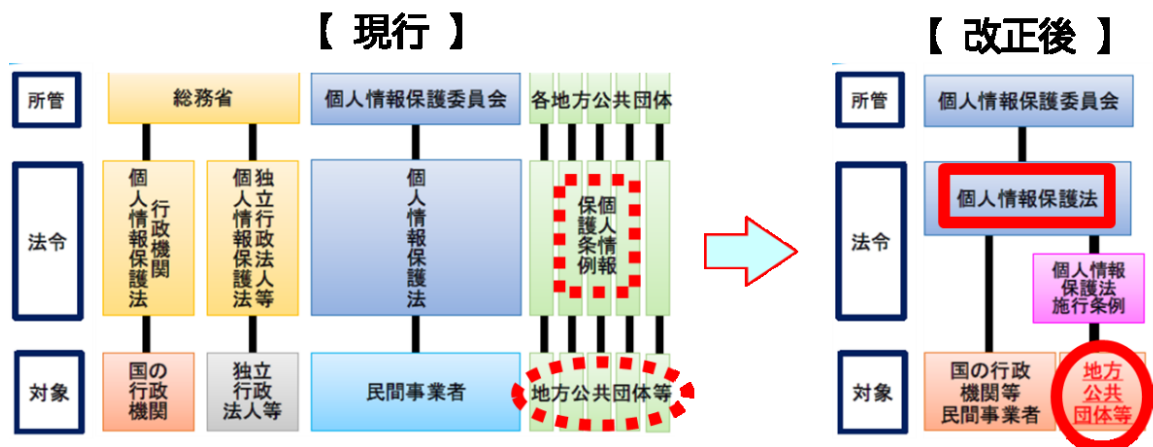 【 現行 】
【 改正後 】
所管
総務省
個人情報保護委員会
各地方公共団体
法令
行政機関
個人情報保護法
独立行政法人等
個人情報保護法
個人情報保護法
個人情報
保護条例
対象
国の
行政
機関
独立
行政
法人等
民間事業者
地方公共団体等
所管
個人情報保護委員会
法令
個人情報保護法
個人情報
保護法
施行条例
対象
国の行政
機関等
民間事業者
地方
公共
団体等